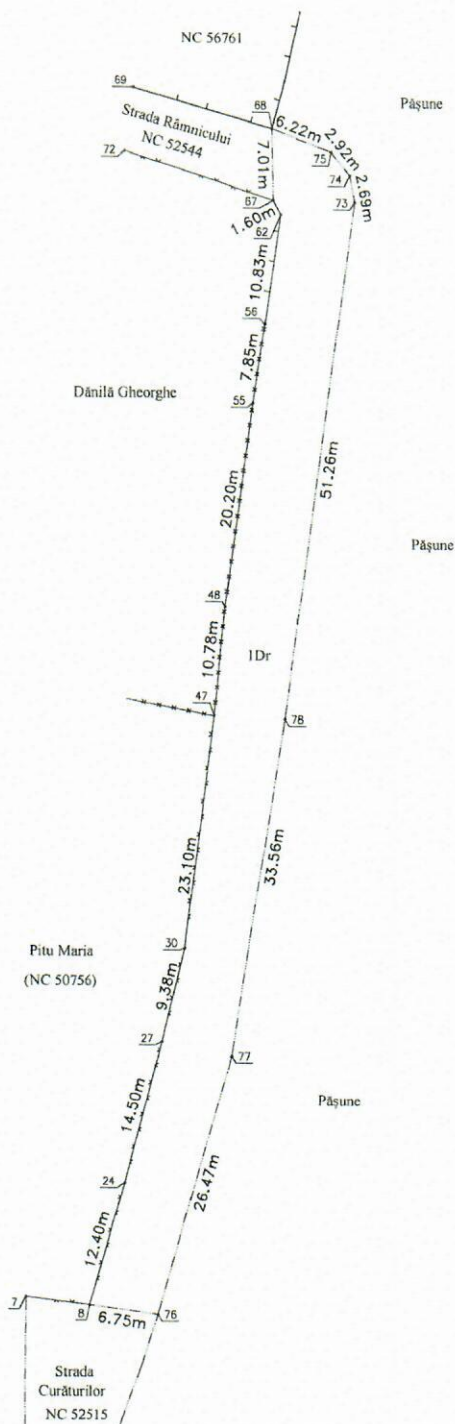 NC 56761
69
68
Pășune
Strada Râmnicului
NC 52544
6.22m
2.92m
75
74
2.69m
73
72
7.01m
67
1.60m
62
10.83m
56
7.85m
Dănilă Gheorghe
55
51.26m
20.20m
Pășune
48
10.78m
1Dr
47
78
23.10m
33.56m
30
Pitu Maria
(NC 50756)
9.38m
27
77
14.50m
Pășune
26.47m
24
12.40m
7
8
6.75m
76
Strada
Curăturilor
NC 52515